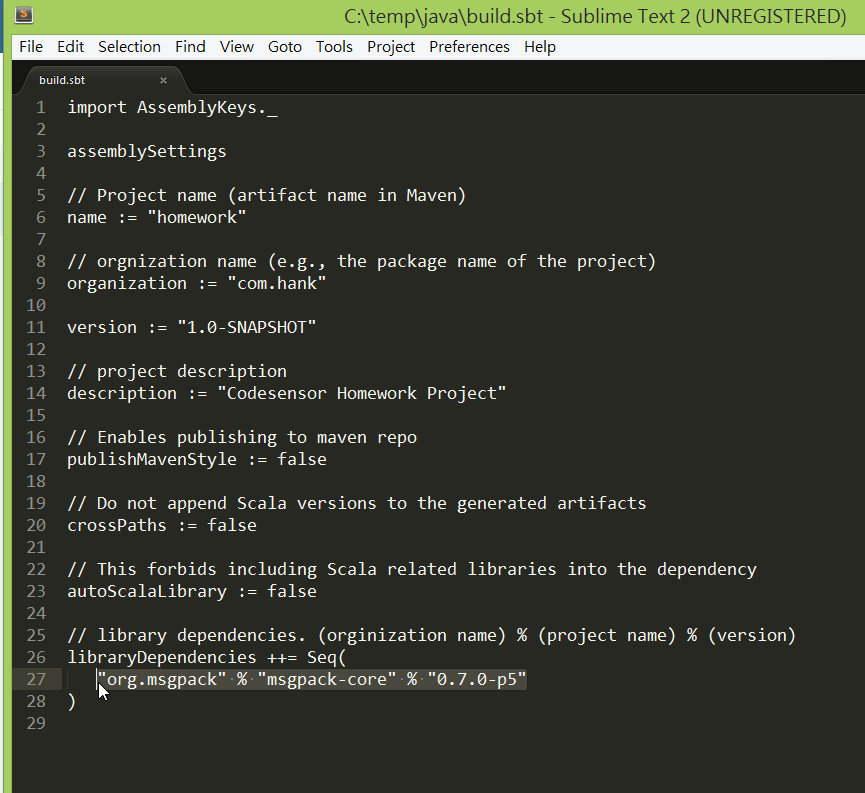 C:\temp\java\build.sbt - Sublime Text 2 (UNREGISTERED)
File Edit Selection Find View Goto Tools Project Preferences Help
build.sbt ×
1 import AssemblyKeys._
2
3 assemblySettings
4
5 // Project name (artifact name in Maven)
6 name := "homework"
7
8 // orgnization name (e.g., the package name of the project)
9 organization := "com.hank"
10
11 version := "1.0-SNAPSHOT"
12
13 // project description
14 description := "Codesensor Homework Project"
15
16 // Enables publishing to maven repo
17 publishMavenStyle := false
18
19 // Do not append Scala versions to the generated artifacts
20 crossPaths := false
21
22 // This forbids including Scala related libraries into the dependency
23 autoScalaLibrary := false
24
25 // library dependencies. (orginization name) % (project name) % (version)
26 libraryDependencies ++= Seq(
27 "org.msgpack" % "msgpack-core" % "0.7.0-p5"
28 )
29